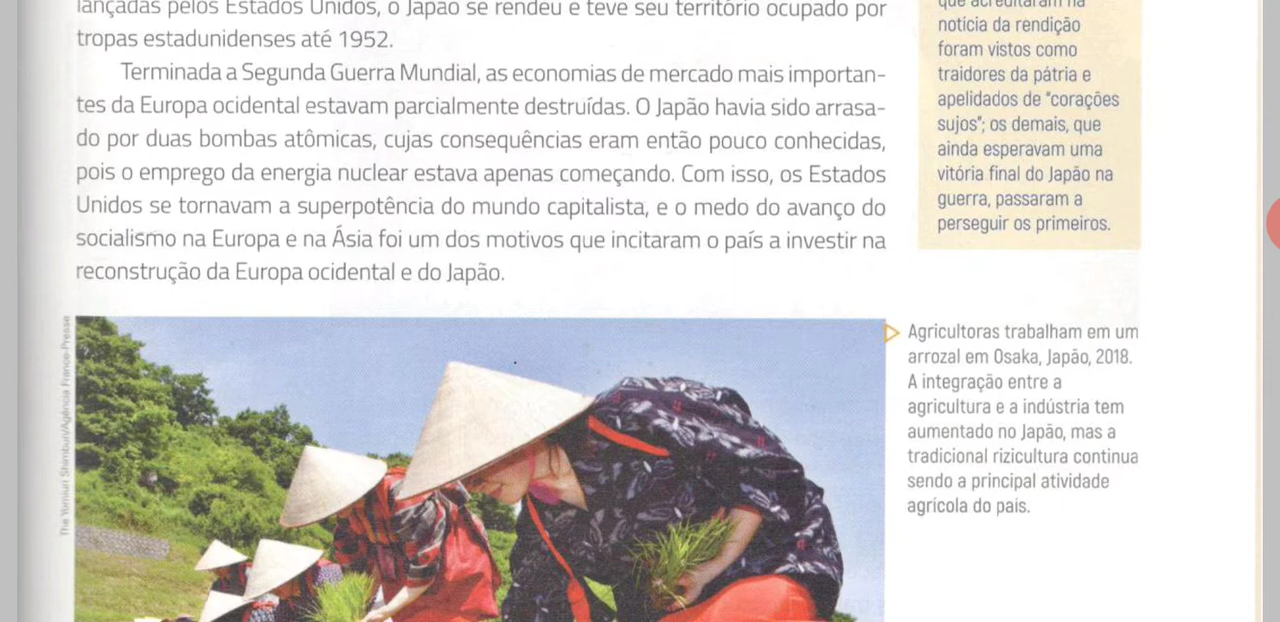 lançadas pelos Estados Unidos, o Japão se rendeu e teve seu território ocupado por
tropas estadunidenses até 1952.
Terminada a Segunda Guerra Mundial, as economias de mercado mais importan-
tes da Europa ocidental estavam parcialmente destruídas. O Japão havia sido arrasa-
do por duas bombas atômicas, cujas consequências eram então pouco conhecidas,
pois o emprego da energia nuclear estava apenas começando. Com isso, os Estados
Unidos se tornavam a superpotência do mundo capitalista, e o medo do avanço do
socialismo na Europa e na Ásia foi um dos motivos que incitaram o país a investir na
reconstrução da Europa ocidental e do Japão.
que acreditaram na
notícia da rendição
foram vistos como
traidores da pátria e
apelidados de "corações
sujos"; os demais, que
ainda esperavam uma
vitória final do Japão na
guerra, passaram a
perseguir os primeiros.
The Yomiuri Shimbun/Agência France-Presse
Agricultoras trabalham em um
arrozal em Osaka, Japão, 2018.
A integração entre a
agricultura e a indústria tem
aumentado no Japão, mas a
tradicional rizicultura continua
sendo a principal atividade
agrícola do país.